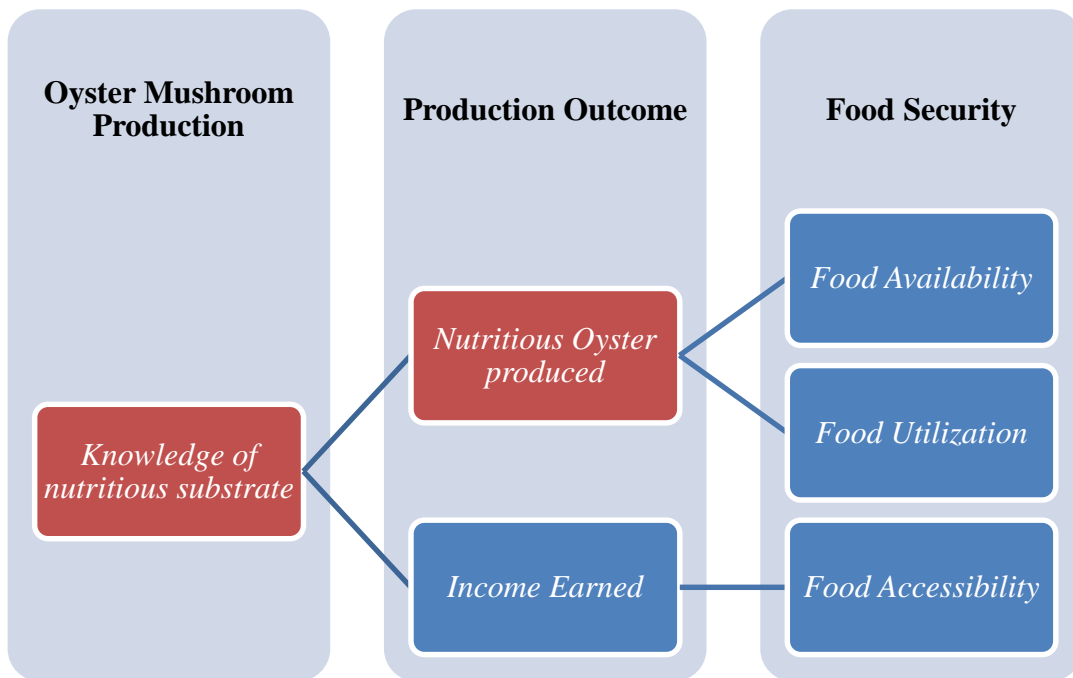 Oyster Mushroom
Production
Production Outcome
Food Security
Knowledge of
nutritious substrate
Nutritious Oyster
produced
Income Earned
Food Availability
Food Utilization
Food Accessibility